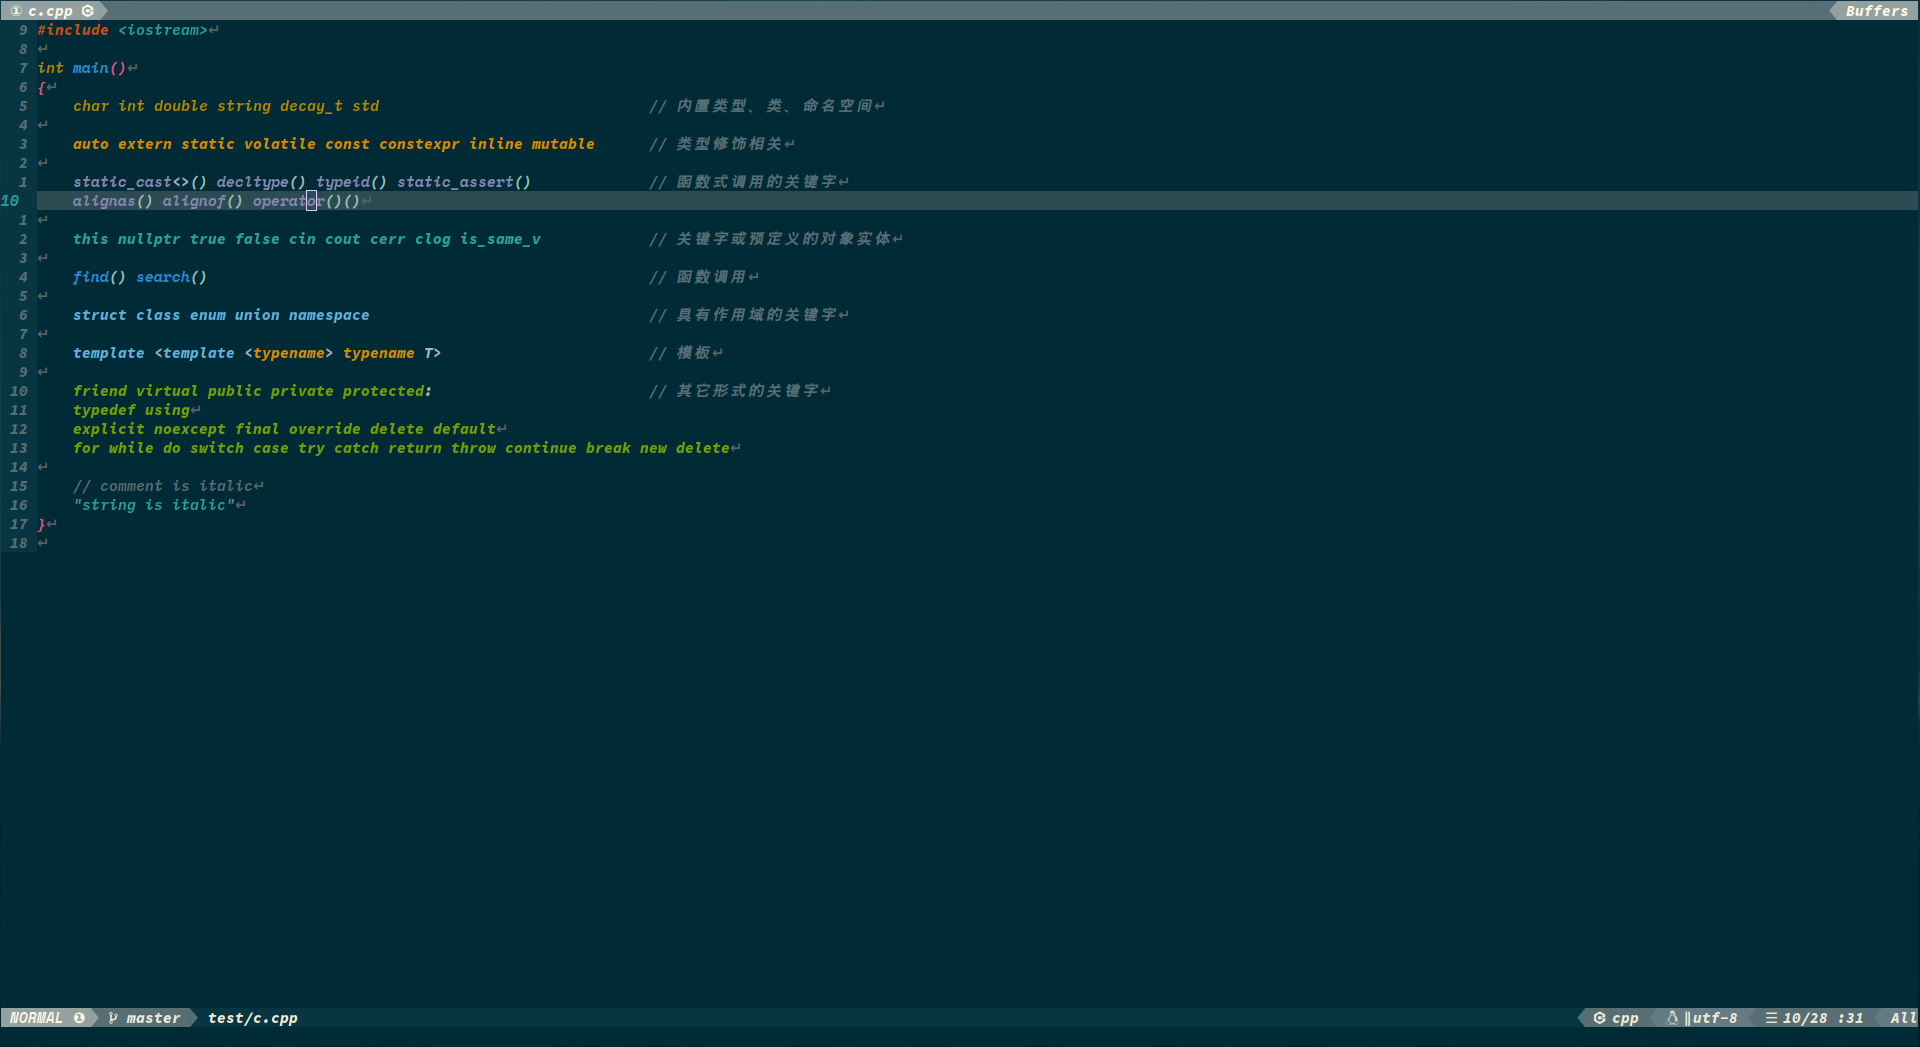 ① c.cpp Buffers
9 #include <iostream>↵
8 ↵
7 int main()↵
6 {↵
5 char int double string decay_t std // 内置类型、类、命名空间↵
4 ↵
3 auto extern static volatile const constexpr inline mutable // 类型修饰相关↵
2 ↵
1 static_cast<>() decltype() typeid() static_assert() // 函数式调用的关键字↵
10 alignas() alignof() operator()()↵
1 ↵
2 this nullptr true false cin cout cerr clog is_same_v // 关键字或预定义的对象实体↵
3 ↵
4 find() search() // 函数调用↵
5 ↵
6 struct class enum union namespace // 具有作用域的关键字↵
7 ↵
8 template <template <typename> typename T> // 模板↵
9 ↵
10 friend virtual public private protected: // 其它形式的关键字↵
11 typedef using↵
12 explicit noexcept final override delete default↵
13 for while do switch case try catch return throw continue break new delete↵
14 ↵
15 // comment is italic↵
16 "string is italic"↵
17 }↵
18 ↵
NORMAL ❶ master test/c.cpp cpp ‖utf-8 ☰ 10/28 :31 All